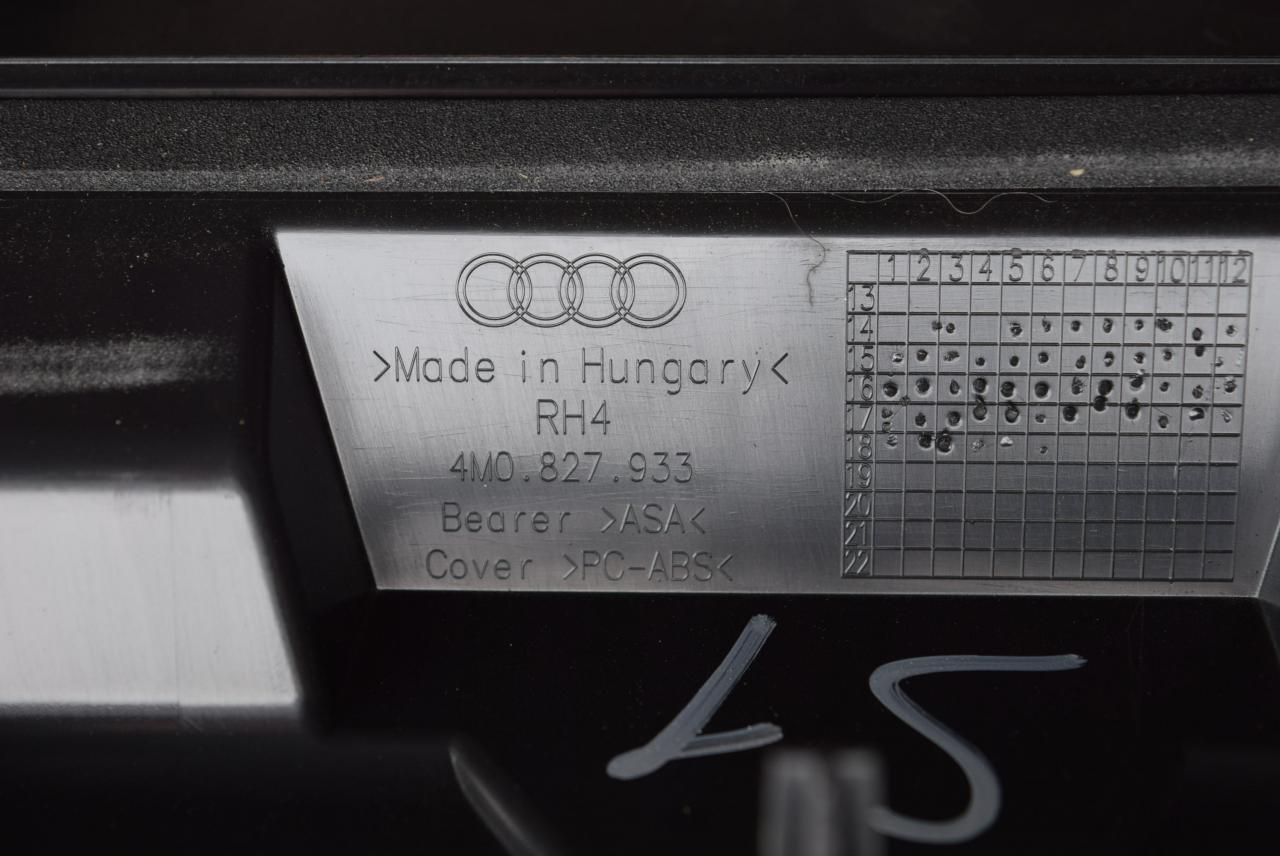 >Made in Hungary<
RH4
4M0.827.933
Bearer >ASA<
Cover >PC-ABS<
1 2 3 4 5 6 7 8 9 10 11 12
13
14
15
16
17
18
19
20
21
22